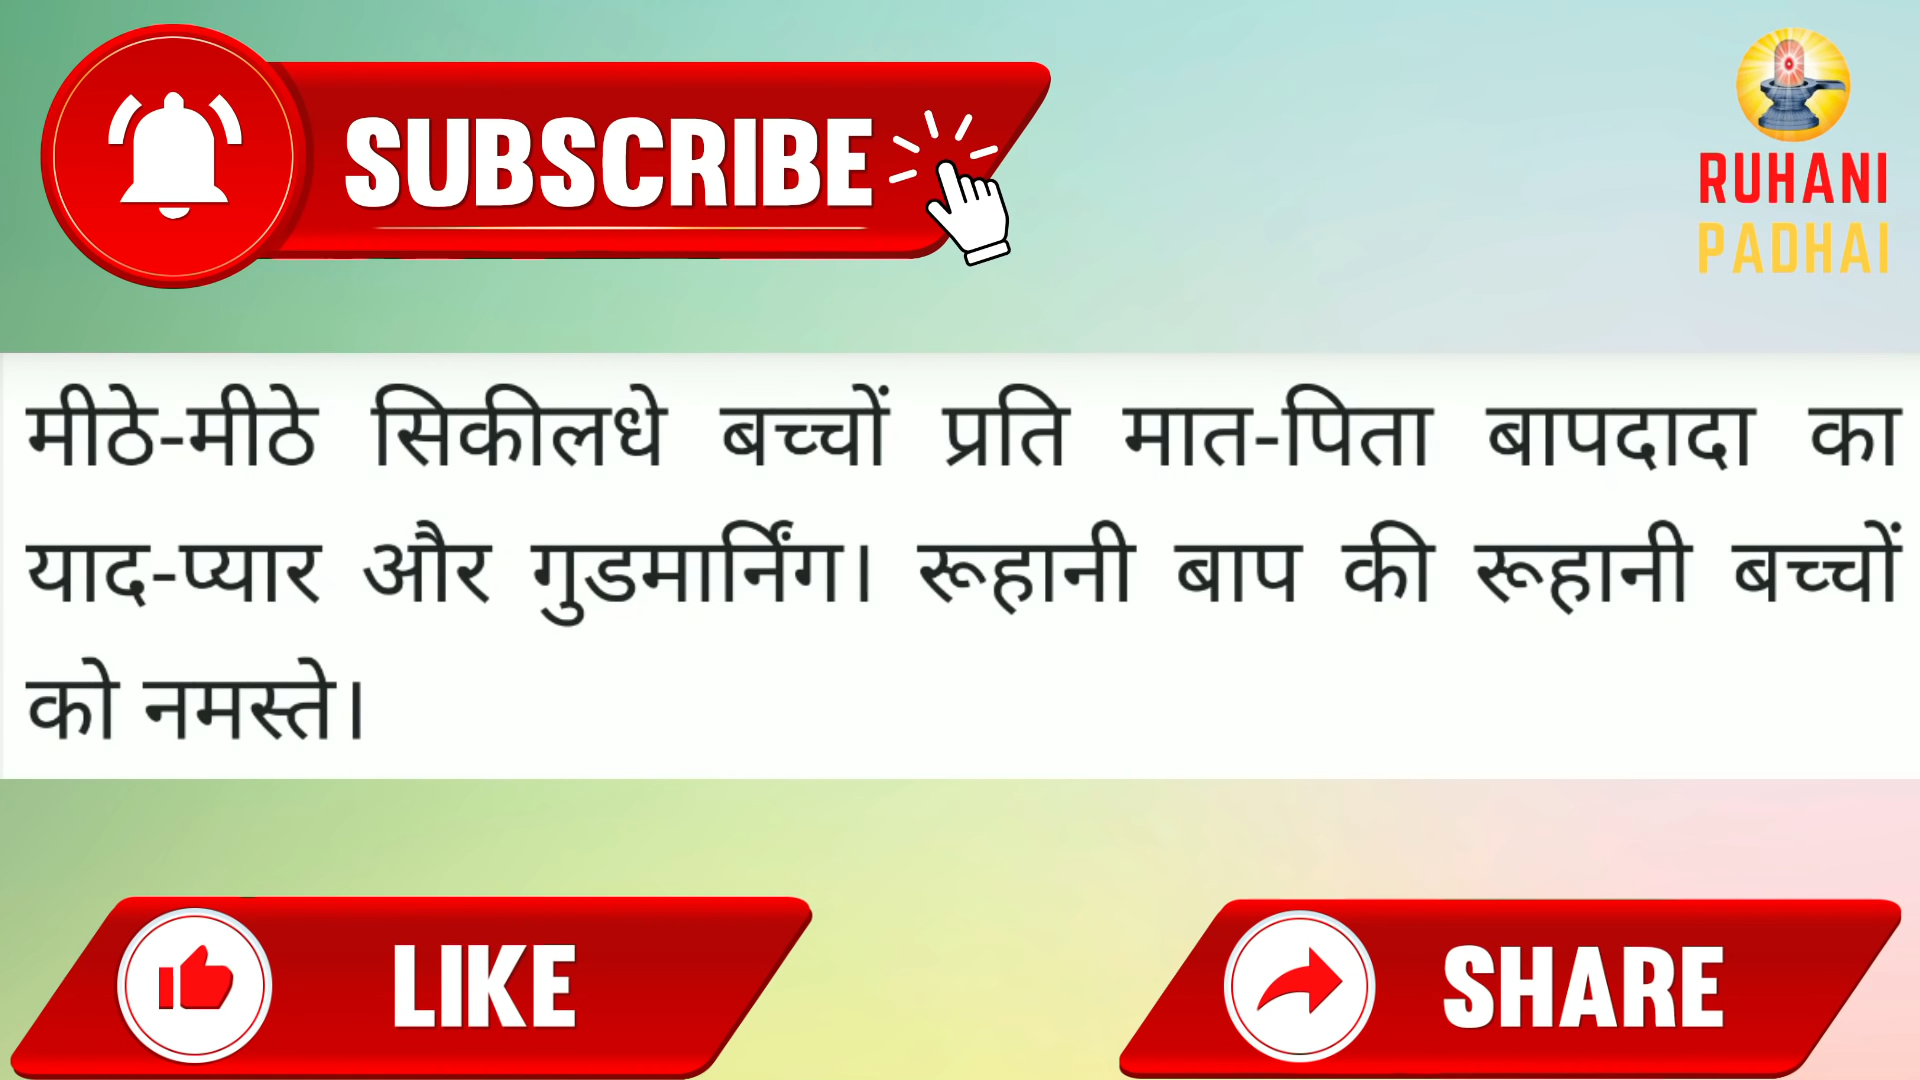 SUBSCRIBE
RUHANI
PADHAI
मीठे-मीठे सिकीलधे बच्चों प्रति मात-पिता बापदादा का
याद-प्यार और गुडमार्निंग। रूहानी बाप की रूहानी बच्चों
को नमस्ते।
LIKE
SHARE